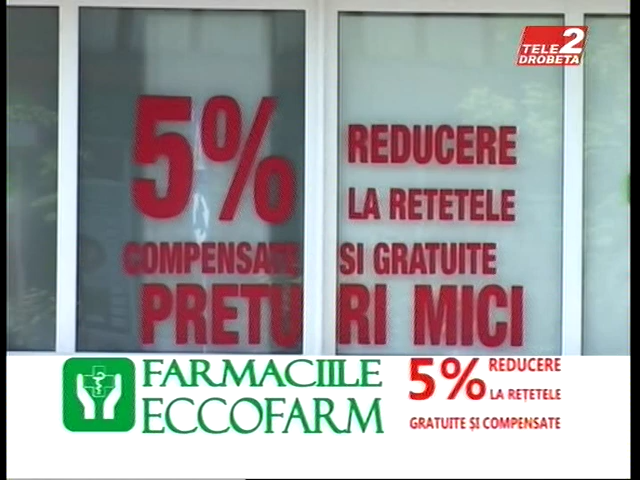 TELE 2
DROBETA
5% REDUCERE
LA RETETELE
COMPENSATE SI GRATUITE
PRETURI MICI
FARMACIILE
ECCOFARM
5% REDUCERE
LA REȚETELE
GRATUITE ȘI COMPENSATE